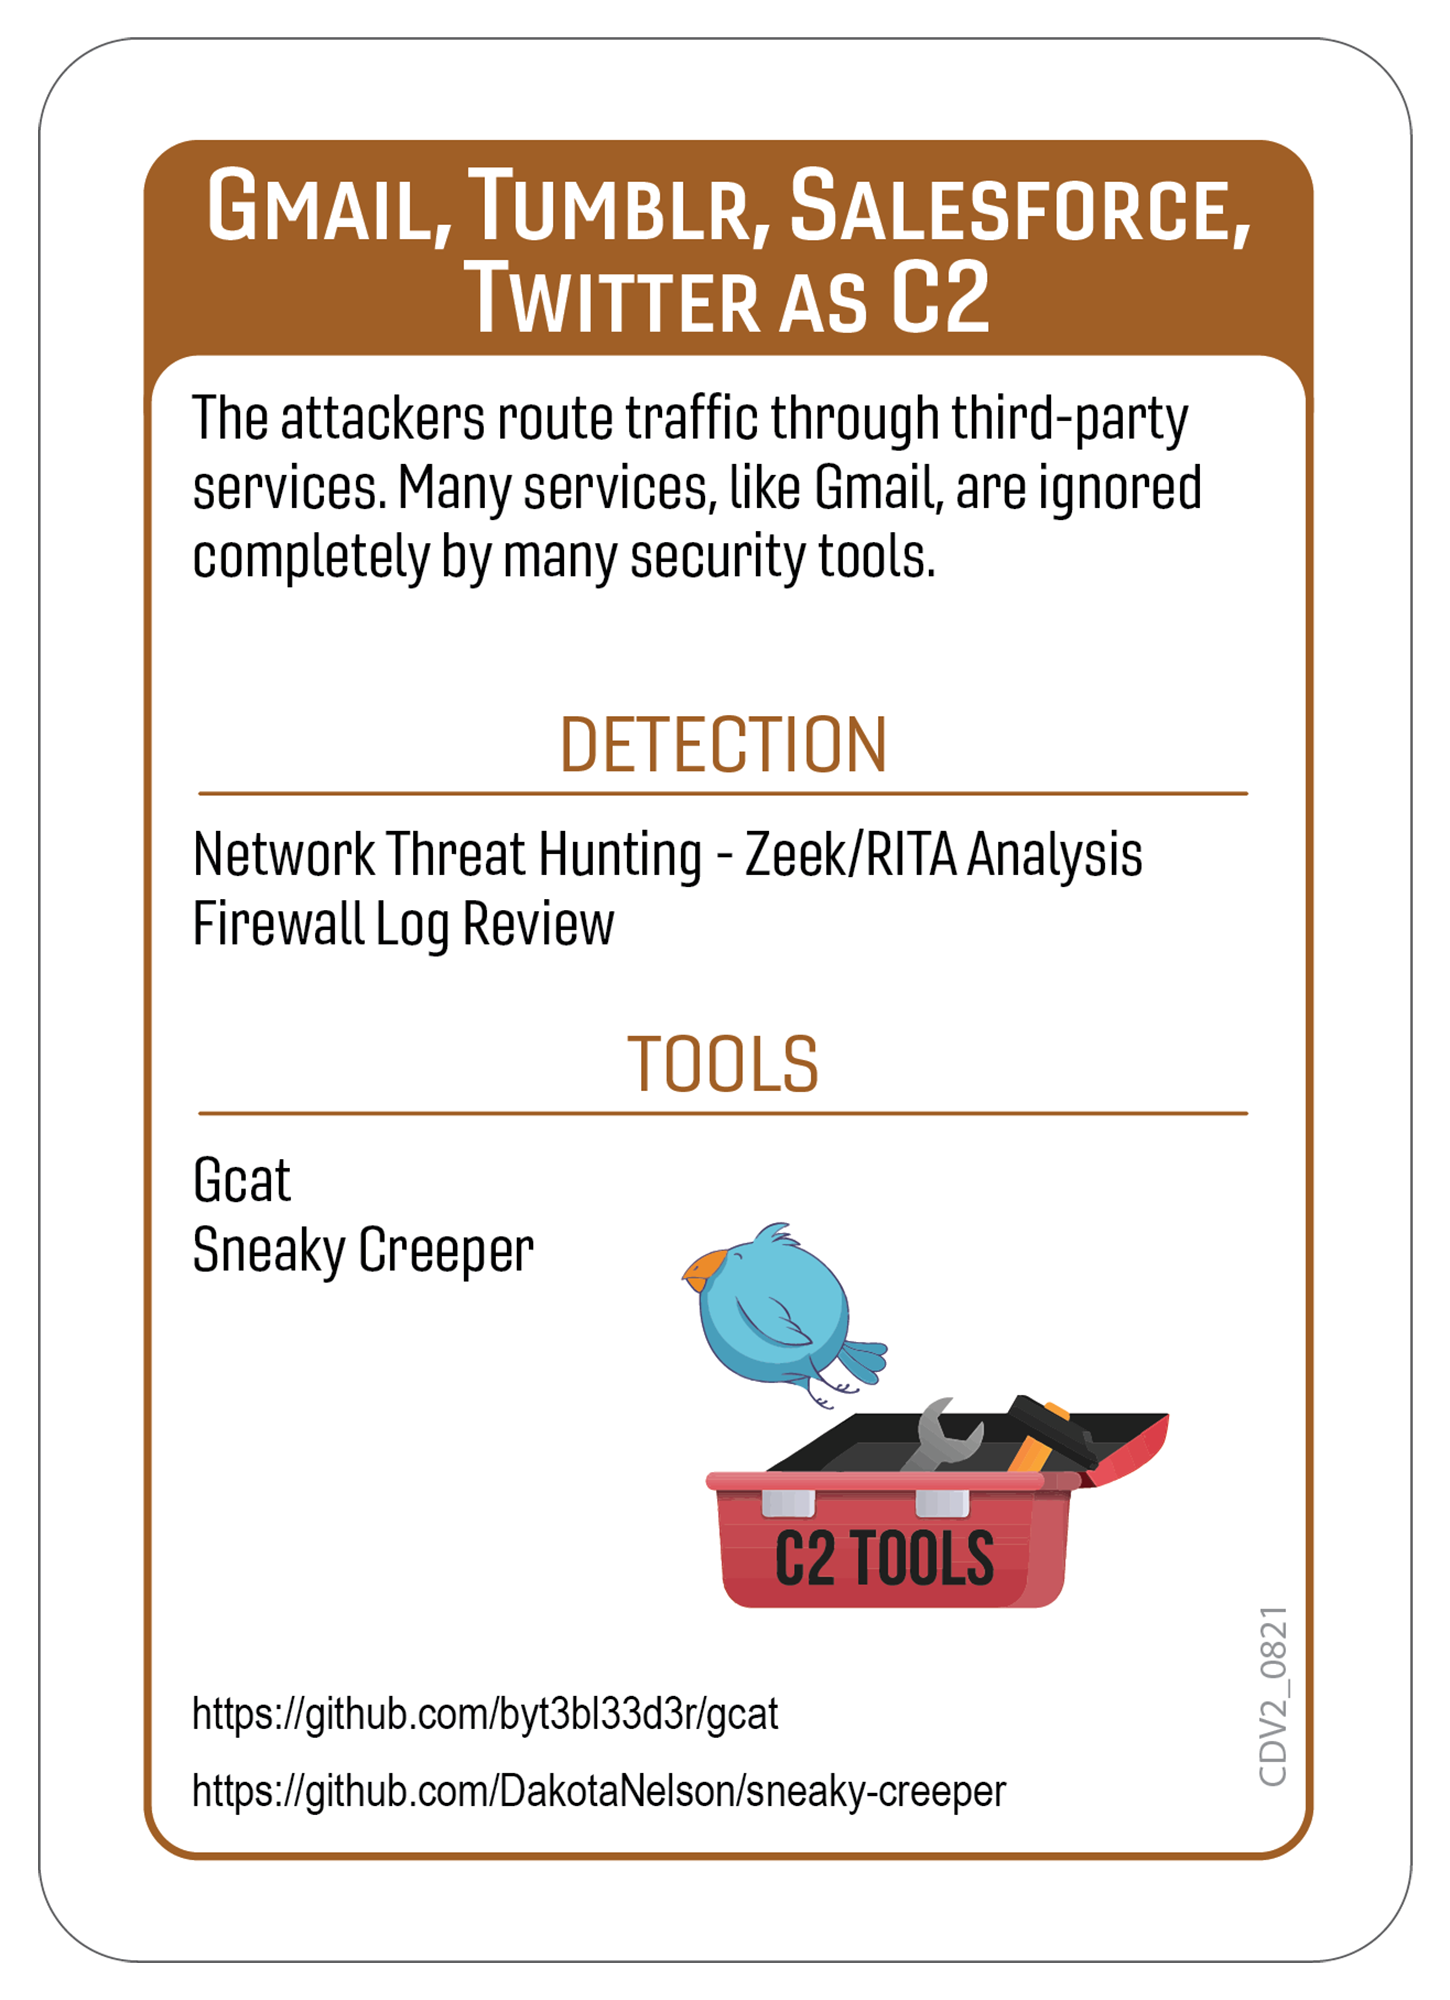 GMAIL, TUMBLR, SALESFORCE,
TWITTER AS C2
The attackers route traffic through third-party
services. Many services, like Gmail, are ignored
completely by many security tools.
DETECTION
Network Threat Hunting - Zeek/RITA Analysis
Firewall Log Review
TOOLS
Gcat
Sneaky Creeper
C2 TOOLS
https://github.com/byt3bl33d3r/gcat
https://github.com/DakotaNelson/sneaky-creeper
CDV2_0821